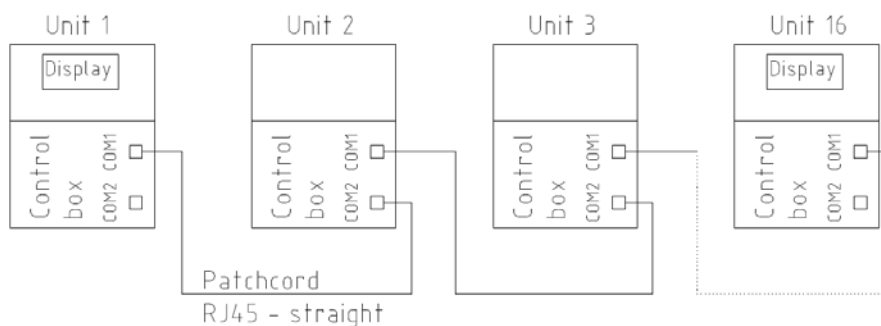 Unit 1
Unit 2
Unit 3
Unit 16
Display
Display
Control box
COM1
COM2
Control box
COM1
COM2
Control box
COM1
COM2
Control box
COM1
COM2
Patchcord
RJ45 - straight